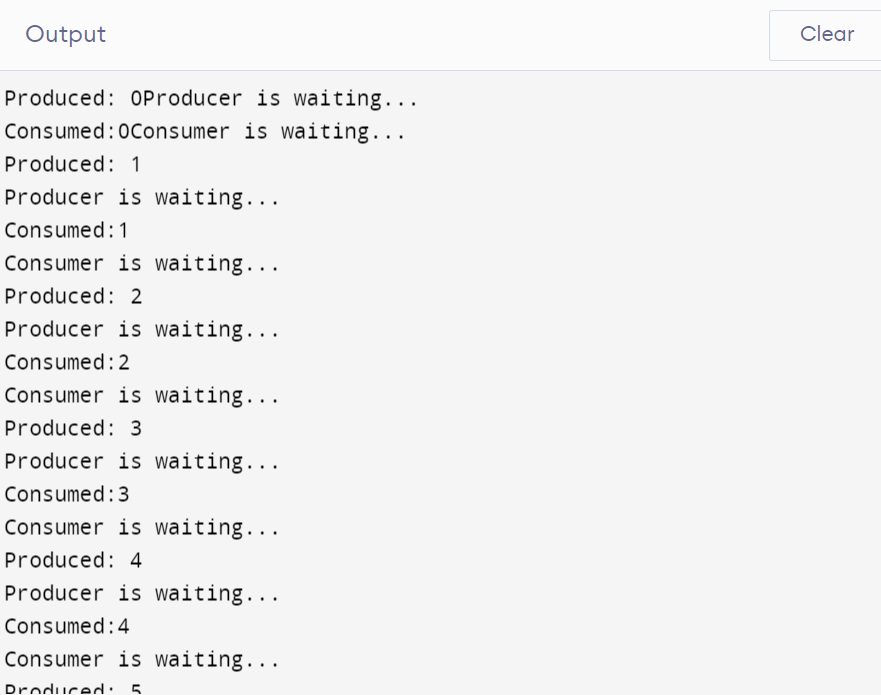 Output
Clear
Produced: 0Producer is waiting...
Consumed:0Consumer is waiting...
Produced: 1
Producer is waiting...
Consumed:1
Consumer is waiting...
Produced: 2
Producer is waiting...
Consumed:2
Consumer is waiting...
Produced: 3
Producer is waiting...
Consumed:3
Consumer is waiting...
Produced: 4
Producer is waiting...
Consumed:4
Consumer is waiting...
Produced: 5